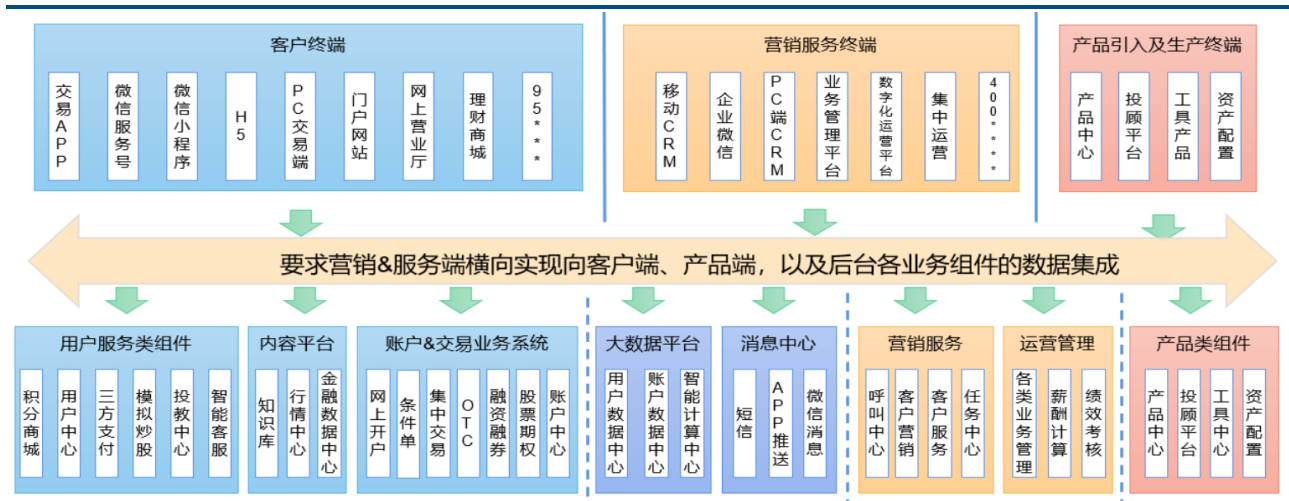 客户终端
交易APP
微信服务号
微信小程序
H5
PC交易端
门户网站
网上营业厅
理财商城
95***
营销服务终端
移动CRM
企业微信
PC端CRM
业务管理平台
数字化运营平台
集中运营
400****
产品引入及生产终端
产品中心
投顾平台
工具产品
资产配置
要求营销&服务端横向实现向客户端、产品端，以及后台各业务组件的数据集成
用户服务类组件
积分商城
用户中心
三方支付
模拟炒股
投教中心
智能客服
内容平台
知识库
行情中心
金融数据中心
账户&交易业务系统
网上开户
条件单
集中交易
OTC
融资融券
股票期权
账户中心
大数据平台
用户数据中心
账户数据中心
智能计算中心
消息中心
短信
APP推送
微信消息
营销服务
呼叫中心
客户营销
客户服务
任务中心
运营管理
各类业务管理
薪酬计算
绩效考核
产品类组件
产品中心
投顾平台
工具中心
资产配置